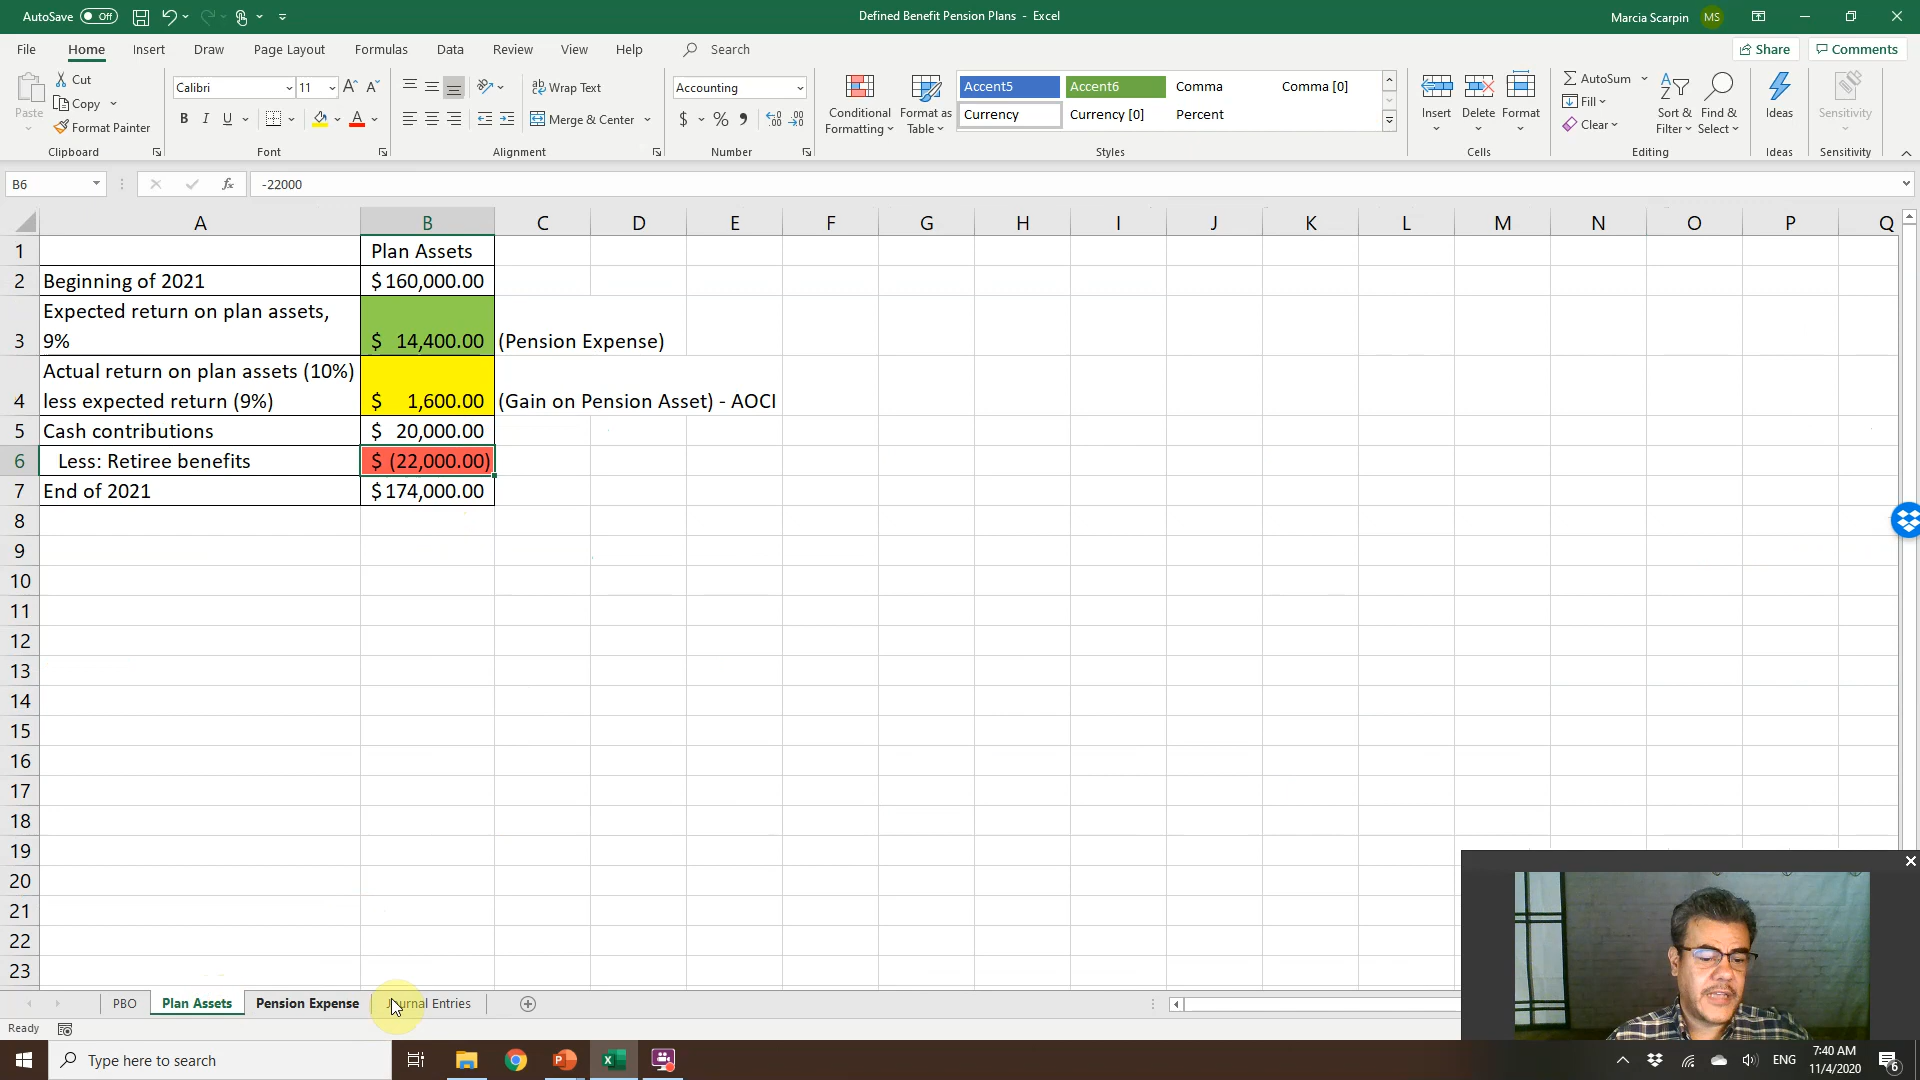 AutoSave Off
Defined Benefit Pension Plans - Excel
Marcia Scarpin MS
File Home Insert Draw Page Layout Formulas Data Review View Help Search
Share Comments
Paste
Cut
Copy
Format Painter
Clipboard
Calibri 11
B I U
Font
Wrap Text
Merge & Center
Alignment
Accounting
$ % 9
Number
Conditional Formatting
Format as Table
Accent5 Accent6 Comma Comma [0]
Currency Currency [0] Percent
Styles
Insert Delete Format
Cells
AutoSum
Fill
Clear
Sort & Filter
Find & Select
Editing
Ideas
Ideas
Sensitivity
Sensitivity
B6 fx -22000
A B C D E F G H I J K L M N O P Q
1 Plan Assets
2 Beginning of 2021 $160,000.00
Expected return on plan assets,
3 9% $ 14,400.00 (Pension Expense)
Actual return on plan assets (10%)
4 less expected return (9%) $ 1,600.00 (Gain on Pension Asset) - AOCI
5 Cash contributions $ 20,000.00
6 Less: Retiree benefits $ (22,000.00)
7 End of 2021 $174,000.00
8
9
10
11
12
13
14
15
16
17
18
19
20
21
22
23
PBO Plan Assets Pension Expense Journal Entries
Ready
Type here to search
ENG
7:40 AM
11/4/2020
6